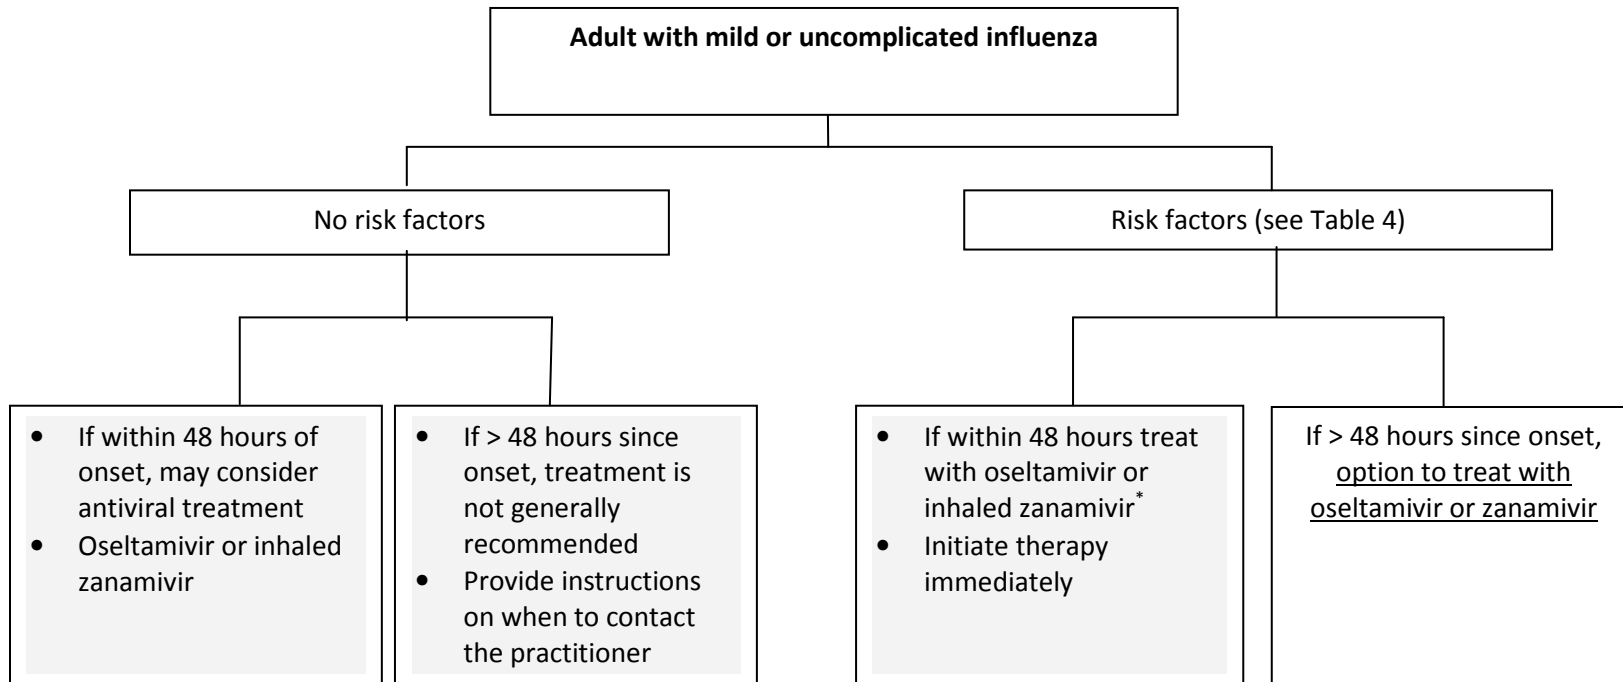 Adult with mild or uncomplicated influenza
No risk factors
Risk factors (see Table 4)
• If within 48 hours of
onset, may consider
antiviral treatment
• Oseltamivir or inhaled
zanamivir
• If > 48 hours since
onset, treatment is
not generally
recommended
• Provide instructions
on when to contact
the practitioner
• If within 48 hours treat
with oseltamivir or
inhaled zanamivir*
• Initiate therapy
immediately
If > 48 hours since onset,
option to treat with
oseltamivir or zanamivir